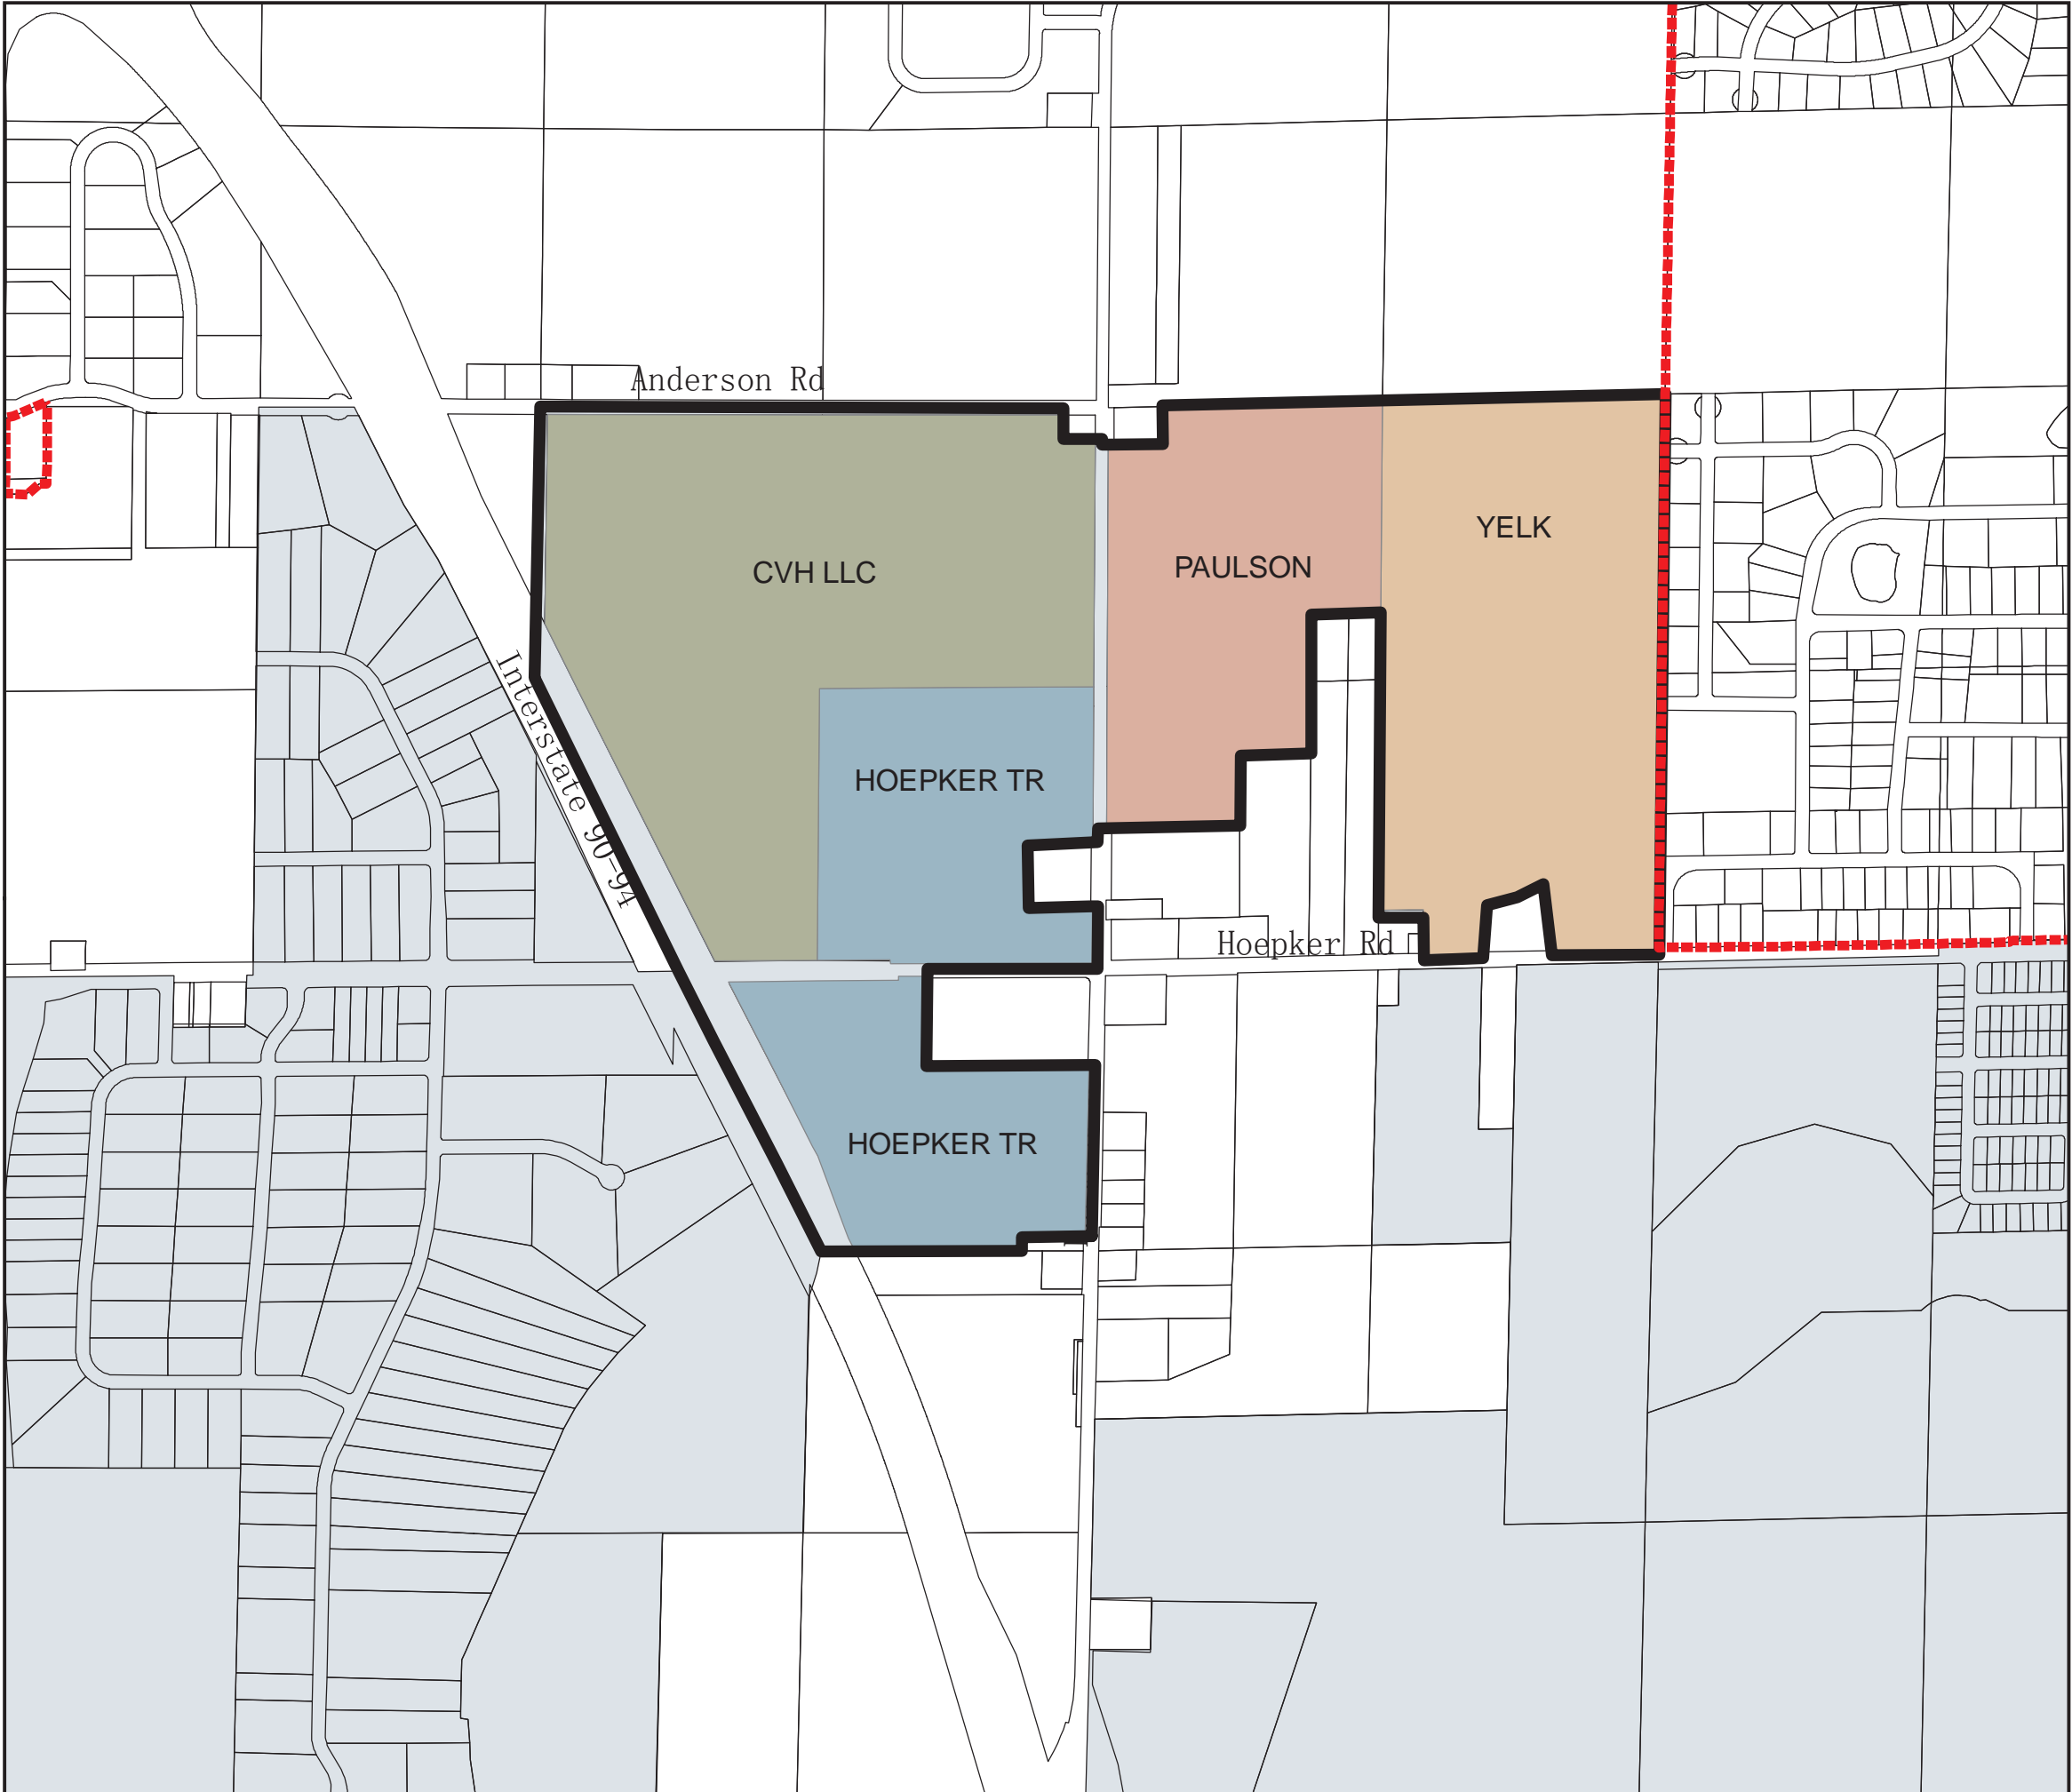 Anderson Rd
YELK
PAULSON
CVH LLC
Interstate 90-94
HOEPKER TR
Hoepker Rd
HOEPKER TR